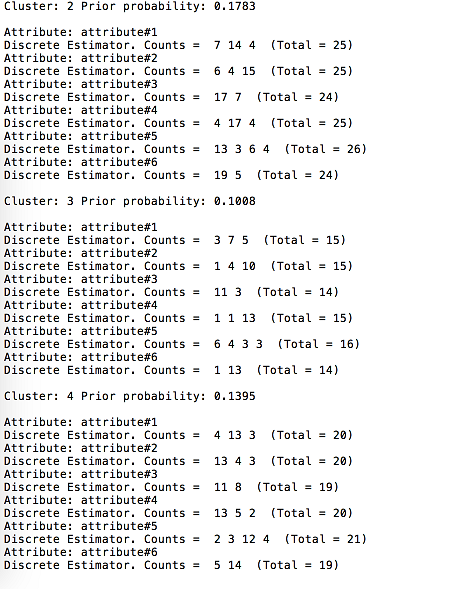 Cluster: 2 Prior probability: 0.1783
Attribute: attribute#1
Discrete Estimator. Counts =  7 14 4  (Total = 25)
Attribute: attribute#2
Discrete Estimator. Counts =  6 4 15  (Total = 25)
Attribute: attribute#3
Discrete Estimator. Counts =  17 7  (Total = 24)
Attribute: attribute#4
Discrete Estimator. Counts =  4 17 4  (Total = 25)
Attribute: attribute#5
Discrete Estimator. Counts =  13 3 6 4  (Total = 26)
Attribute: attribute#6
Discrete Estimator. Counts =  19 5  (Total = 24)
Cluster: 3 Prior probability: 0.1008
Attribute: attribute#1
Discrete Estimator. Counts =  3 7 5  (Total = 15)
Attribute: attribute#2
Discrete Estimator. Counts =  1 4 10  (Total = 15)
Attribute: attribute#3
Discrete Estimator. Counts =  11 3  (Total = 14)
Attribute: attribute#4
Discrete Estimator. Counts =  1 1 13  (Total = 15)
Attribute: attribute#5
Discrete Estimator. Counts =  6 4 3 3  (Total = 16)
Attribute: attribute#6
Discrete Estimator. Counts =  1 13  (Total = 14)
Cluster: 4 Prior probability: 0.1395
Attribute: attribute#1
Discrete Estimator. Counts =  4 13 3  (Total = 20)
Attribute: attribute#2
Discrete Estimator. Counts =  13 4 3  (Total = 20)
Attribute: attribute#3
Discrete Estimator. Counts =  11 8  (Total = 19)
Attribute: attribute#4
Discrete Estimator. Counts =  13 5 2  (Total = 20)
Attribute: attribute#5
Discrete Estimator. Counts =  2 3 12 4  (Total = 21)
Attribute: attribute#6
Discrete Estimator. Counts =  5 14  (Total = 19)